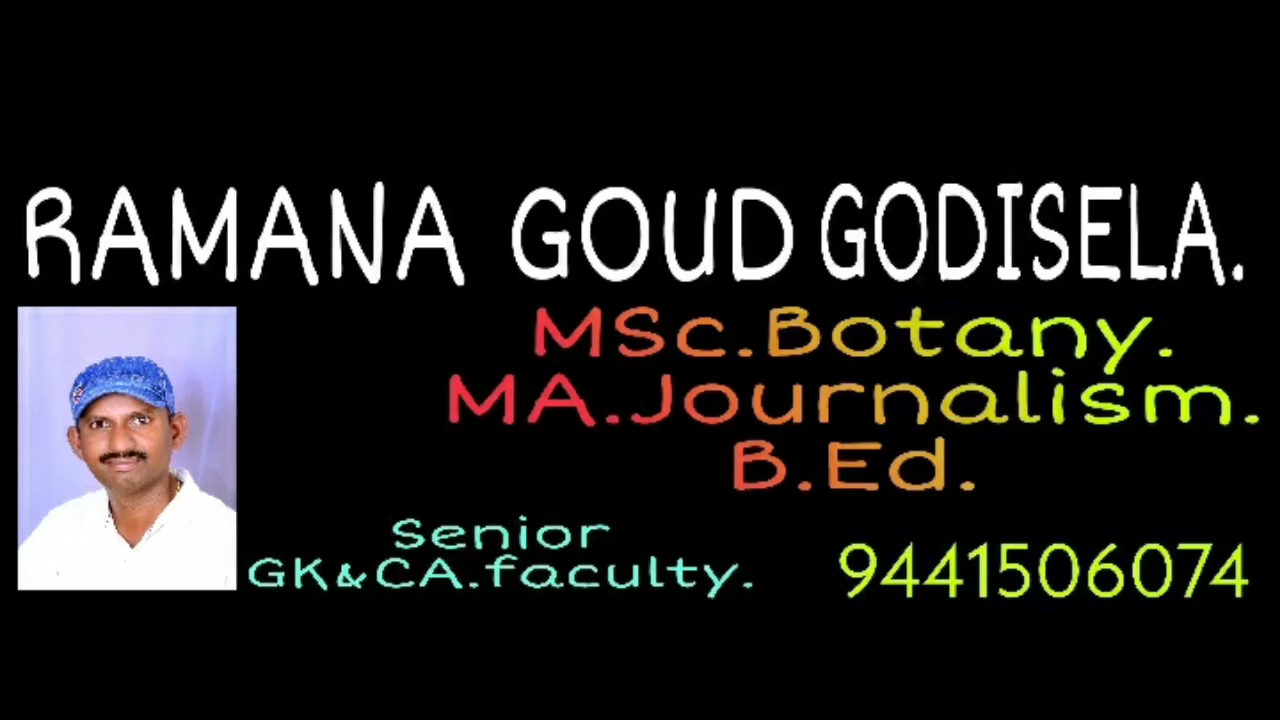 RAMANA GOUD GODISELA.
MSc.Botany.
MA.Journalism.
B.Ed.
Senior
GK&CA.faculty.
9441506074